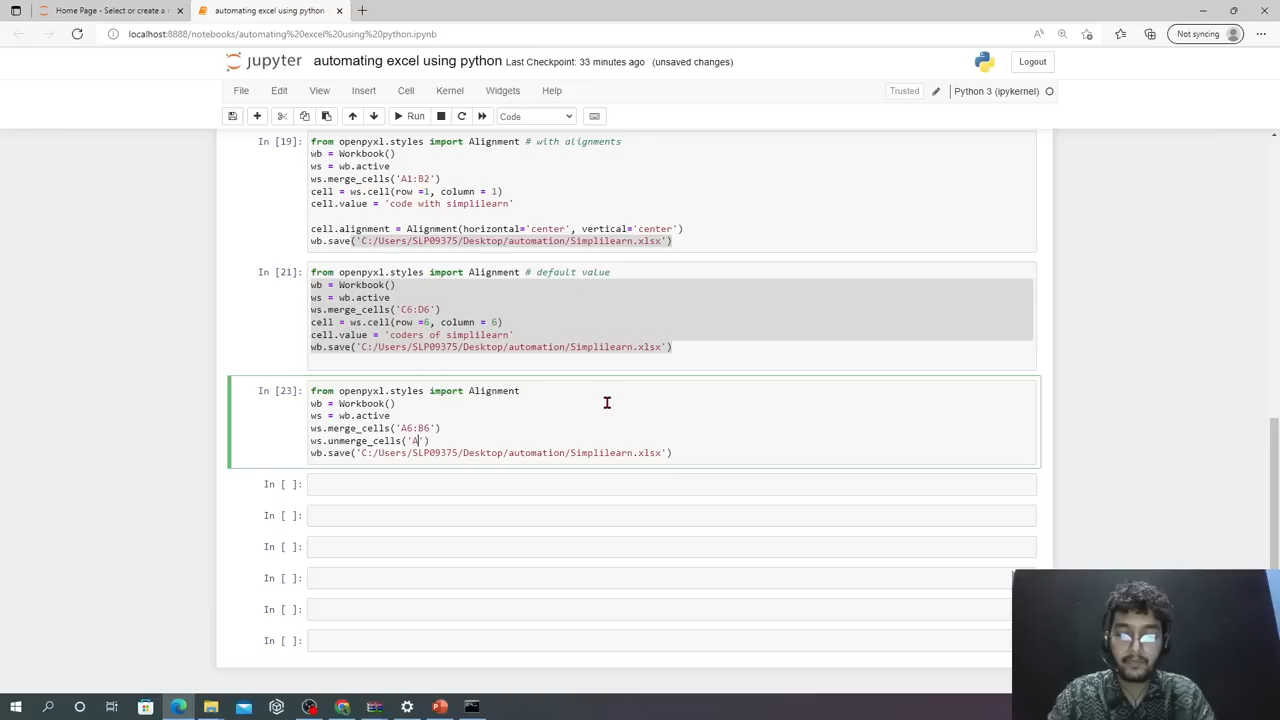 Home Page - Select or create a n
automating excel using python -
localhost:8888/notebooks/automating%20excel%20using%20python.ipynb
Not syncing
jupyter automating excel using python Last Checkpoint: 33 minutes ago (unsaved changes)
Logout
File Edit View Insert Cell Kernel Widgets Help
Trusted
Python 3 (ipykernel)
Run
Code
In [19]: from openpyxl.styles import Alignment # with alignments
wb = Workbook()
ws = wb.active
ws.merge_cells('A1:B2')
cell = ws.cell(row =1, column = 1)
cell.value = 'code with simplilearn'
cell.alignment = Alignment(horizontal='center', vertical='center')
wb.save('C:/Users/SLP09375/Desktop/automation/Simplilearn.xlsx')
In [21]: from openpyxl.styles import Alignment # default value
wb = Workbook()
ws = wb.active
ws.merge_cells('C6:D6')
cell = ws.cell(row =6, column = 6)
cell.value = 'coders of simplilearn'
wb.save('C:/Users/SLP09375/Desktop/automation/Simplilearn.xlsx')
In [23]: from openpyxl.styles import Alignment
wb = Workbook()
ws = wb.active
ws.merge_cells('A6:B6')
ws.unmerge_cells('A')
wb.save('C:/Users/SLP09375/Desktop/automation/Simplilearn.xlsx')
In [ ]:
In [ ]:
In [ ]:
In [ ]:
In [ ]:
In [ ]: